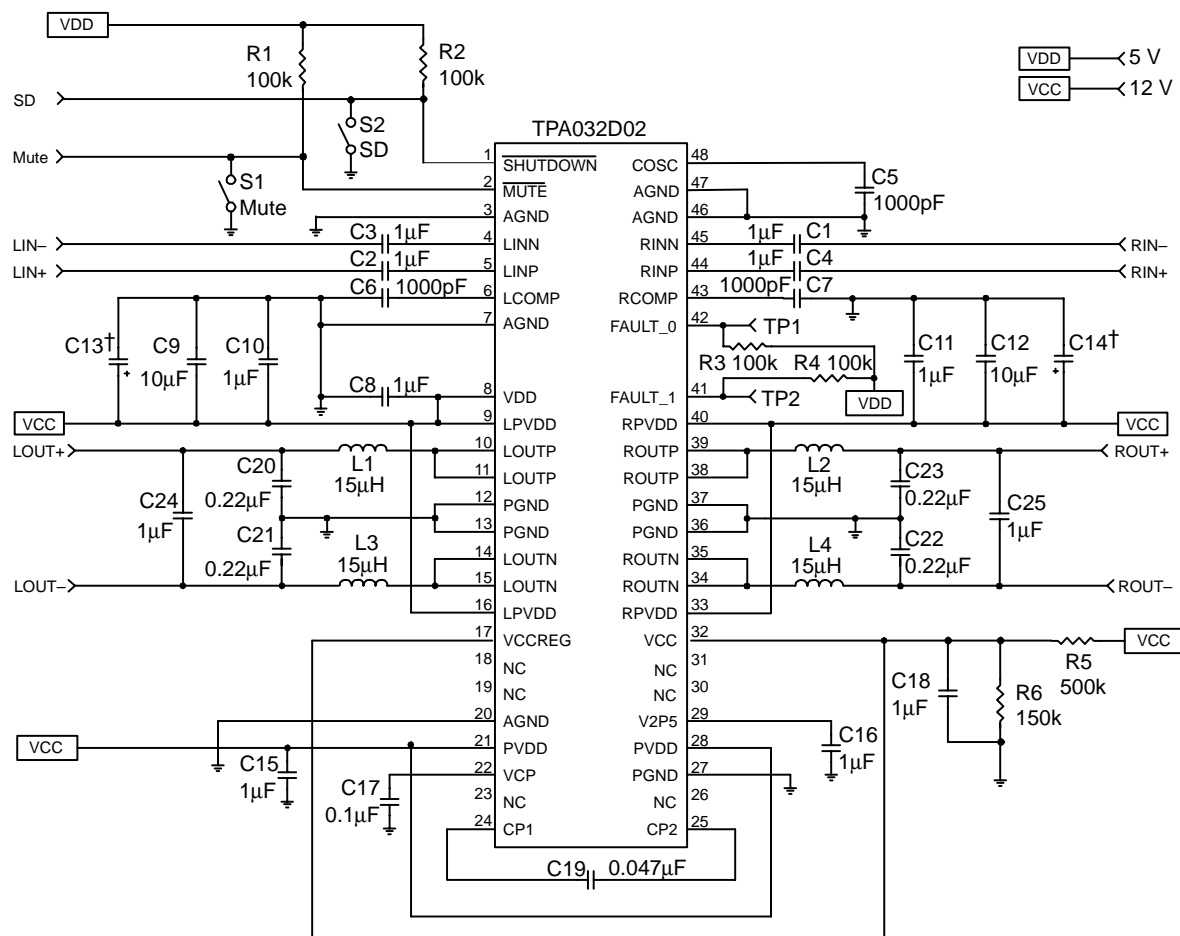 VDD
R1
100k
R2
100k
VDD 5 V
VCC 12 V
SD
S2
SD
TPA032D02
Mute
S1
Mute
1 SHUTDOWN
2 MUTE
3 AGND
LIN– C3 1µF 4 LINN
LIN+ C2 1µF 5 LINP
C6 1000pF 6 LCOMP
7 AGND
C13† C9 10µF C10 1µF
C8 1µF 8 VDD
VCC 9 LPVDD
LOUT+ 10 LOUTP
L1 15µH 11 LOUTP
C20 0.22µF
12 PGND
C24 1µF
13 PGND
C21 0.22µF
L3 15µH
14 LOUTN
LOUT– 15 LOUTN
16 LPVDD
17 VCCREG
18 NC
19 NC
20 AGND
VCC 21 PVDD
C15 1µF
22 VCP
C17 0.1µF
23 NC
24 CP1
C19 0.047µF
COSC 48
C5 1000pF
AGND 47
AGND 46
RINN 45 1µF C1 RIN–
RINP 44 1µF C4 RIN+
RCOMP 43 1000pF C7
FAULT_0 42 TP1
R3 100k
R4 100k
FAULT_1 41 TP2
VDD
C11 1µF
C12 10µF
C14†
RPVDD 40 VCC
ROUTP 39 ROUT+
ROUTP 38 L2 15µH
C23 0.22µF
PGND 37
PGND 36
C25 1µF
C22 0.22µF
ROUTN 35 L4 15µH
ROUTN 34 ROUT–
RPVDD 33
VCC 32 VCC
R5 500k
C18 1µF
R6 150k
NC 31
NC 30
V2P5 29
C16 1µF
PVDD 28
PGND 27
NC 26
CP2 25